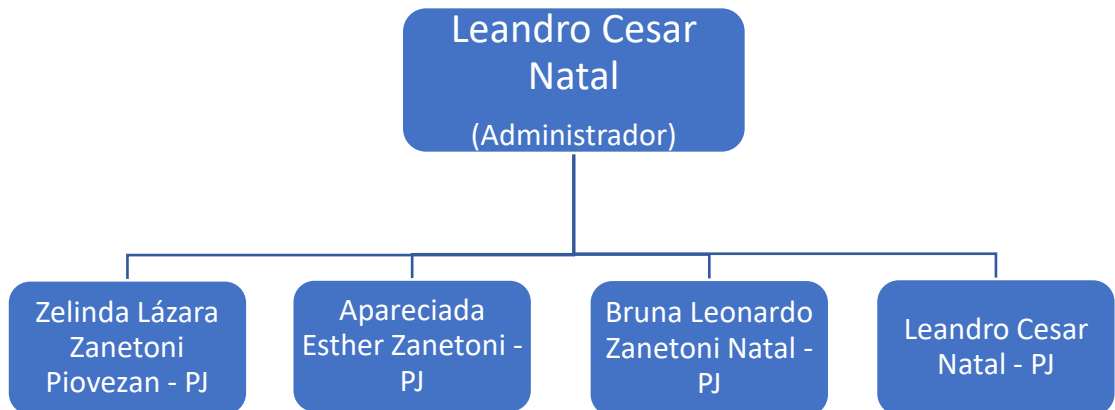 Leandro Cesar
Natal
(Administrador)
Zelinda Lázara
Zanetoni
Piovezan - PJ
Apareciada
Esther Zanetoni -
PJ
Bruna Leonardo
Zanetoni Natal -
PJ
Leandro Cesar
Natal - PJ